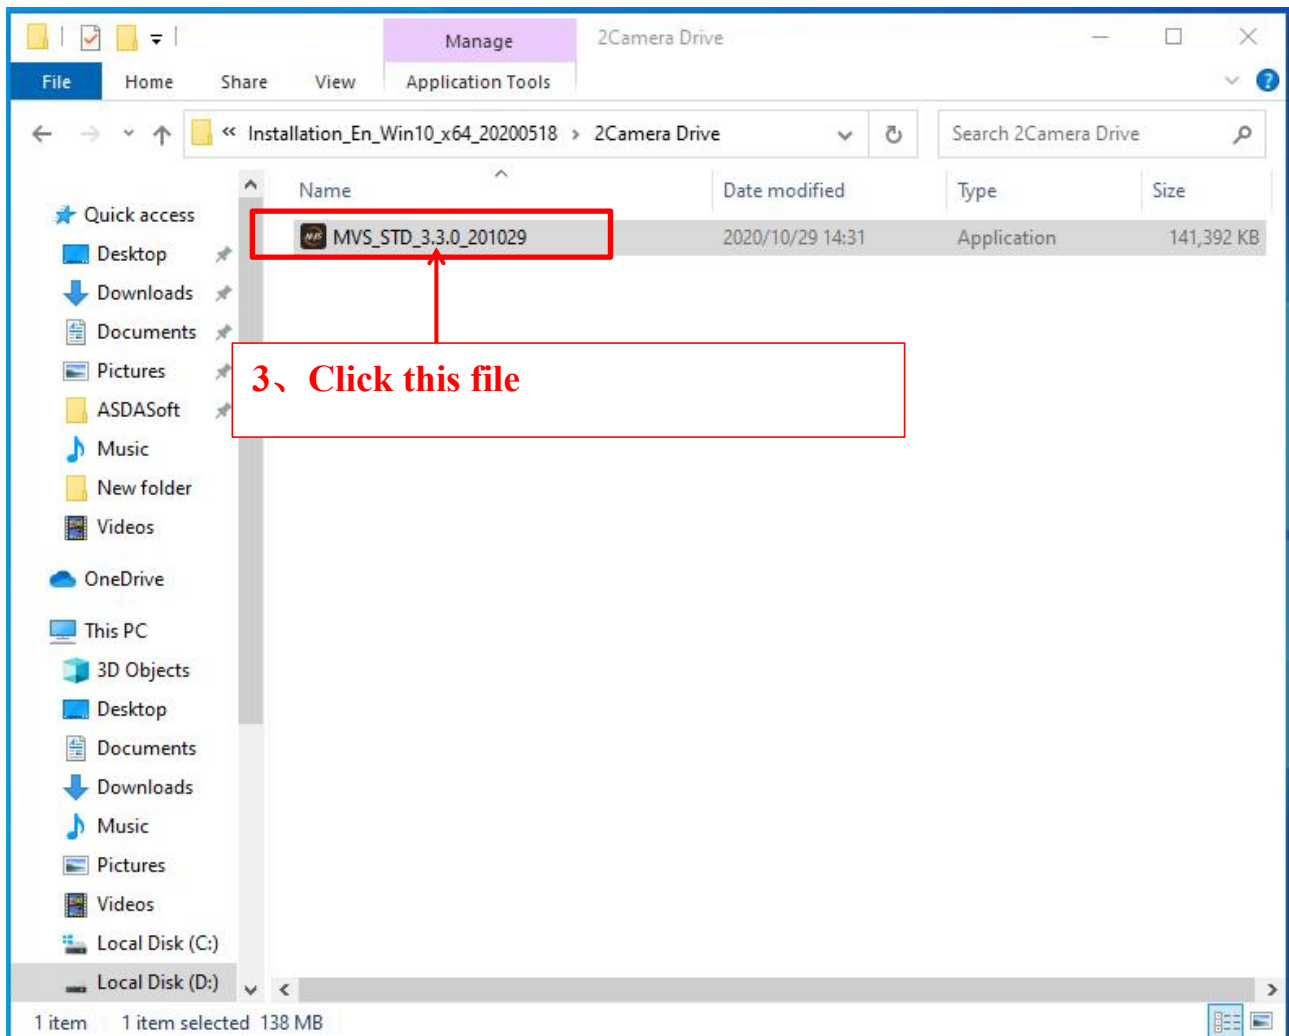 Manage
2Camera Drive
File
Home
Share
View
Application Tools
« Installation_En_Win10_x64_20200518 › 2Camera Drive
Search 2Camera Drive
Name
Date modified
Type
Size
MVS_STD_3.3.0_201029
2020/10/29 14:31
Application
141,392 KB
3、Click this file
Quick access
Desktop
Downloads
Documents
Pictures
ASDASoft
Music
New folder
Videos
OneDrive
This PC
3D Objects
Desktop
Documents
Downloads
Music
Pictures
Videos
Local Disk (C:)
Local Disk (D:)
1 item
1 item selected 138 MB